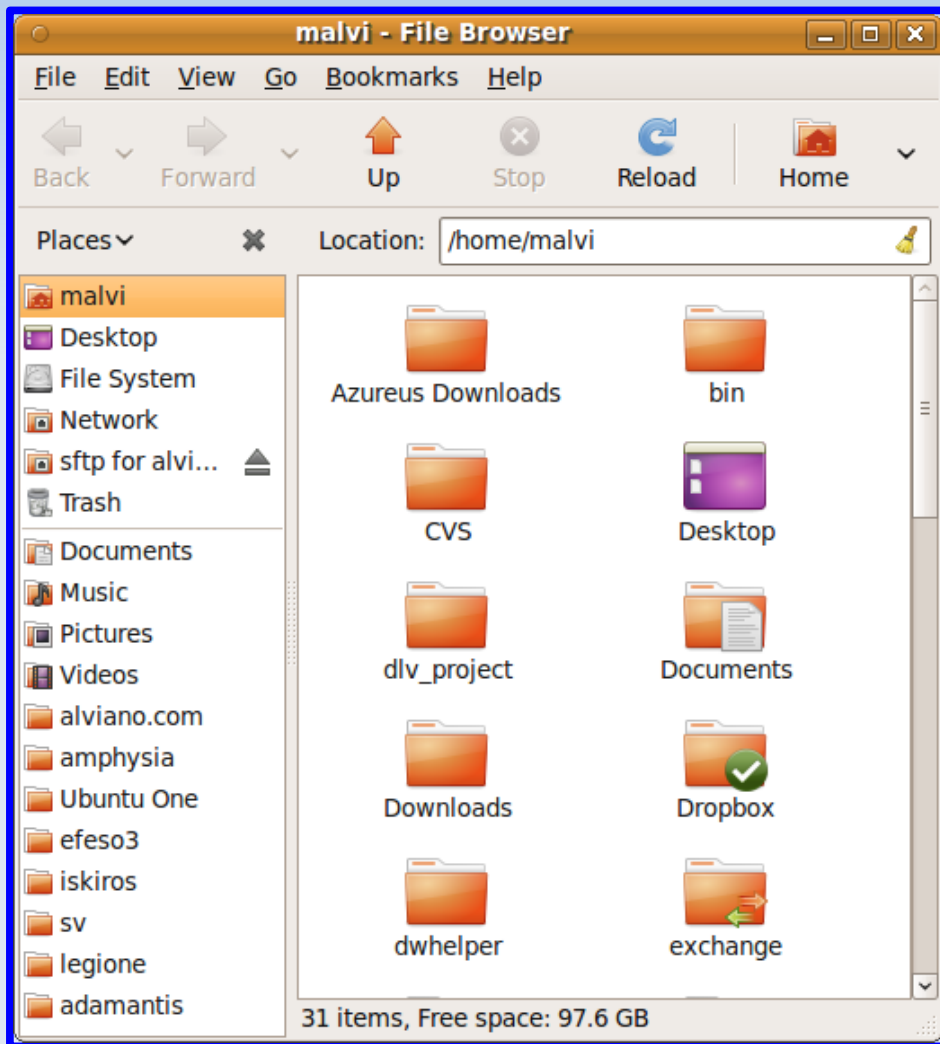 malvi - File Browser
File Edit View Go Bookmarks Help
Back Forward Up Stop Reload Home
Places Location: /home/malvi
malvi
Desktop
File System
Network
sftp for alvi...
Trash
Documents
Music
Pictures
Videos
alviano.com
amphysia
Ubuntu One
efeso3
iskiros
sv
legione
adamantis
Azureus Downloads bin
CVS Desktop
dlv_project Documents
Downloads Dropbox
dwhelper exchange
31 items, Free space: 97.6 GB